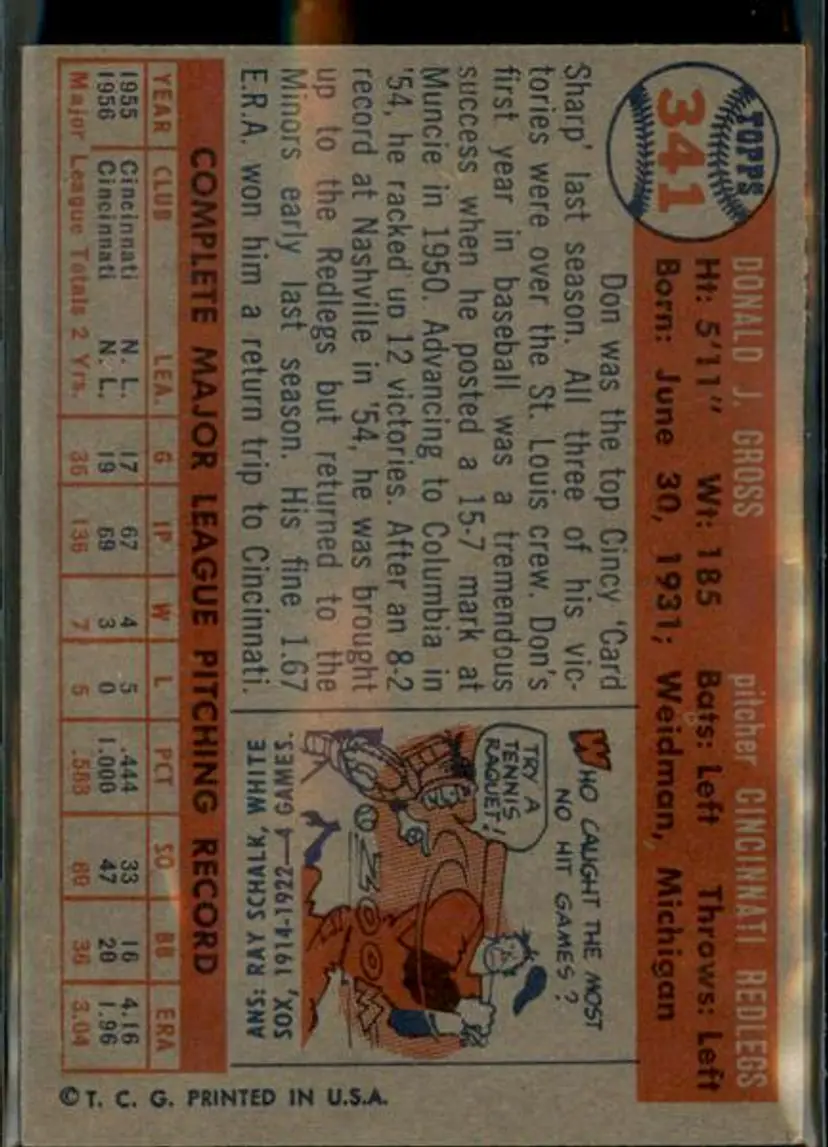 TOPPS
341
DONALD J. GROSS pitcher CINCINNATI REDLEGS
Ht: 5'11" Wt: 185 Bats: Left Throws: Left
Born: June 30, 1931; Weidman, Michigan
Don was the top Cincy 'Card
Sharp' last season. All three of his vic-
tories were over the St. Louis crew. Don's
first year in baseball was a tremendous
success when he posted a 15-7 mark at
Muncie in 1950. Advancing to Columbia in
'54, he racked up 12 victories. After an 8-2
record at Nashville in '54, he was brought
up to the Redlegs but returned to the
Minors early last season. His fine 1.67
E.R.A. won him a return trip to Cincinnati.
WHO CAUGHT THE MOST
NO HIT GAMES?
TRY A
TENNIS
RAQUET!
ZOOM
ANS: RAY SCHALK, WHITE
SOX, 1914-1922—4 GAMES.
COMPLETE MAJOR LEAGUE PITCHING RECORD
YEAR CLUB LEA. G IP W L PCT SO BB ERA
1955 Cincinnati N. L. 17 67 4 5 .444 33 16 4.16
1956 Cincinnati N. L. 19 69 3 0 1.000 47 20 1.96
Major League Totals 2 Yrs. 36 136 7 5 .583 80 36 3.04
© T. C. G. PRINTED IN U.S.A.